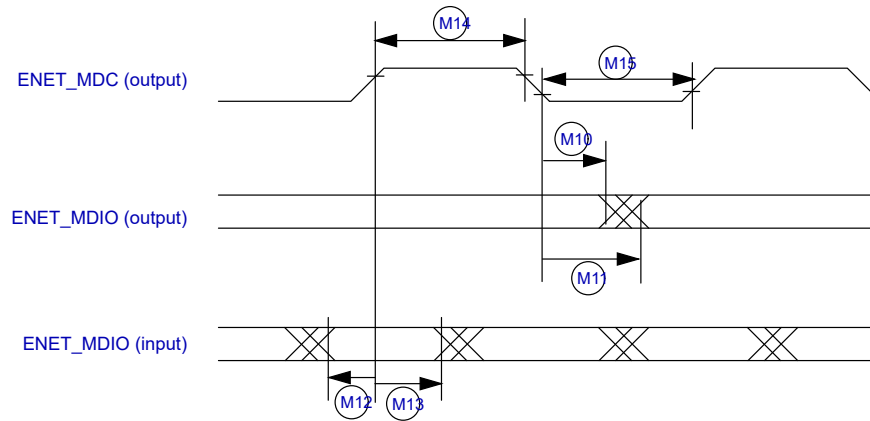 M14
M15
ENET_MDC (output)
M10
ENET_MDIO (output)
M11
ENET_MDIO (input)
M12
M13